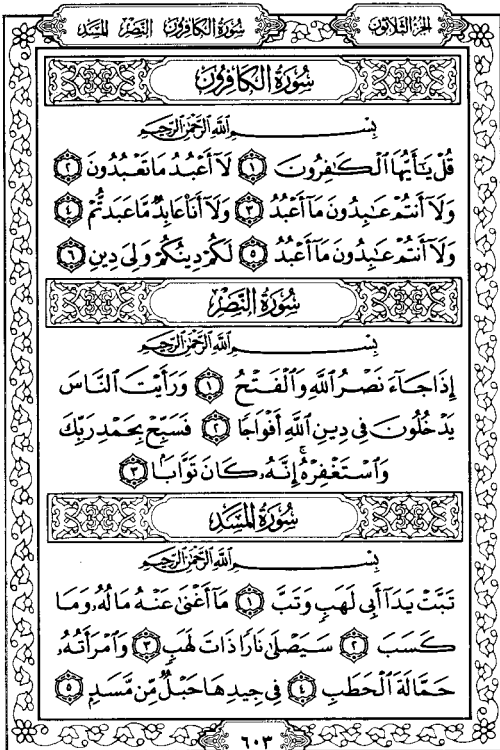 الجزء الثلاثون
سورة الكافرون النصر المسد
سُورَةُ الكَافِرُون
بِسْمِ اللَّهِ الرَّحْمَٰنِ الرَّحِيمِ
قُلْ يَٰٓأَيُّهَا ٱلْكَٰفِرُونَ ١ لَآ أَعْبُدُ مَا تَعْبُدُونَ ٢
وَلَآ أَنتُمْ عَٰبِدُونَ مَآ أَعْبُدُ ٣ وَلَآ أَنَا۠ عَابِدٌ مَّا عَبَدتُّمْ ٤
وَلَآ أَنتُمْ عَٰبِدُونَ مَآ أَعْبُدُ ٥ لَكُمْ دِينُكُمْ وَلِىَ دِينِ ٦
سُورَةُ النَّصْر
بِسْمِ اللَّهِ الرَّحْمَٰنِ الرَّحِيمِ
إِذَا جَآءَ نَصْرُ ٱللَّهِ وَٱلْفَتْحُ ١ وَرَأَيْتَ ٱلنَّاسَ
يَدْخُلُونَ فِى دِينِ ٱللَّهِ أَفْوَاجًا ٢ فَسَبِّحْ بِحَمْدِ رَبِّكَ
وَٱسْتَغْفِرْهُ ۚ إِنَّهُۥ كَانَ تَوَّابًۢا ٣
سُورَةُ المَسَد
بِسْمِ اللَّهِ الرَّحْمَٰنِ الرَّحِيمِ
تَبَّتْ يَدَآ أَبِى لَهَبٍ وَتَبَّ ١ مَآ أَغْنَىٰ عَنْهُ مَالُهُۥ وَمَا
كَسَبَ ٢ سَيَصْلَىٰ نَارًا ذَاتَ لَهَبٍ ٣ وَٱمْرَأَتُهُۥ
حَمَّالَةَ ٱلْحَطَبِ ٤ فِى جِيدِهَا حَبْلٌ مِّن مَّسَدٍۭ ٥
٦٠٣